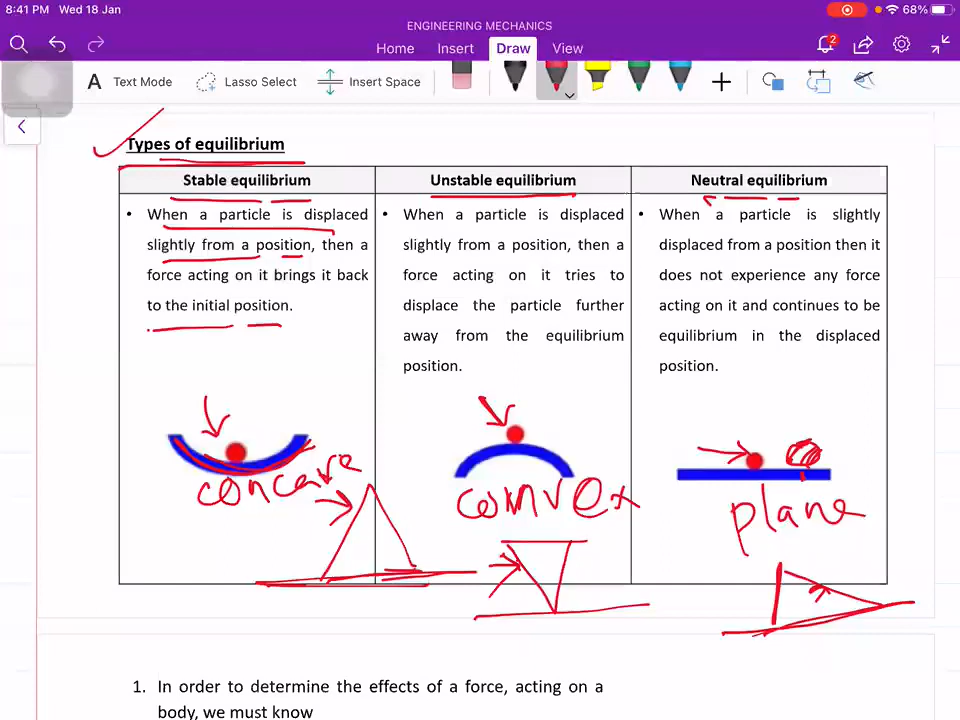 8:41 PM Wed 18 Jan
68%
ENGINEERING MECHANICS
Home Insert Draw View
2
A Text Mode Lasso Select Insert Space
Types of equilibrium
Stable equilibrium
• When a particle is displaced
slightly from a position, then a
force acting on it brings it back
to the initial position.
concave
Unstable equilibrium
• When a particle is displaced
slightly from a position, then a
force acting on it tries to
displace the particle further
away from the equilibrium
position.
convex
Neutral equilibrium
• When a particle is slightly
displaced from a position then it
does not experience any force
acting on it and continues to be
equilibrium in the displaced
position.
plane
1. In order to determine the effects of a force, acting on a
body, we must know